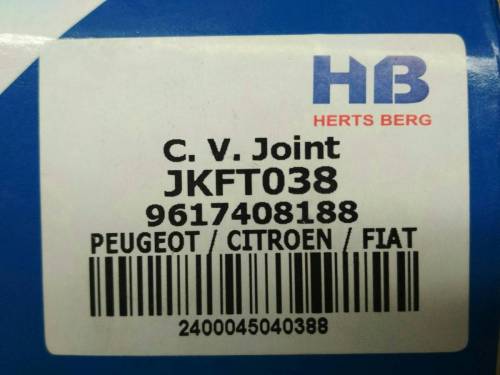 HB
HERTS BERG
C. V. Joint
JKFT038
9617408188
PEUGEOT / CITROEN / FIAT
2400045040388